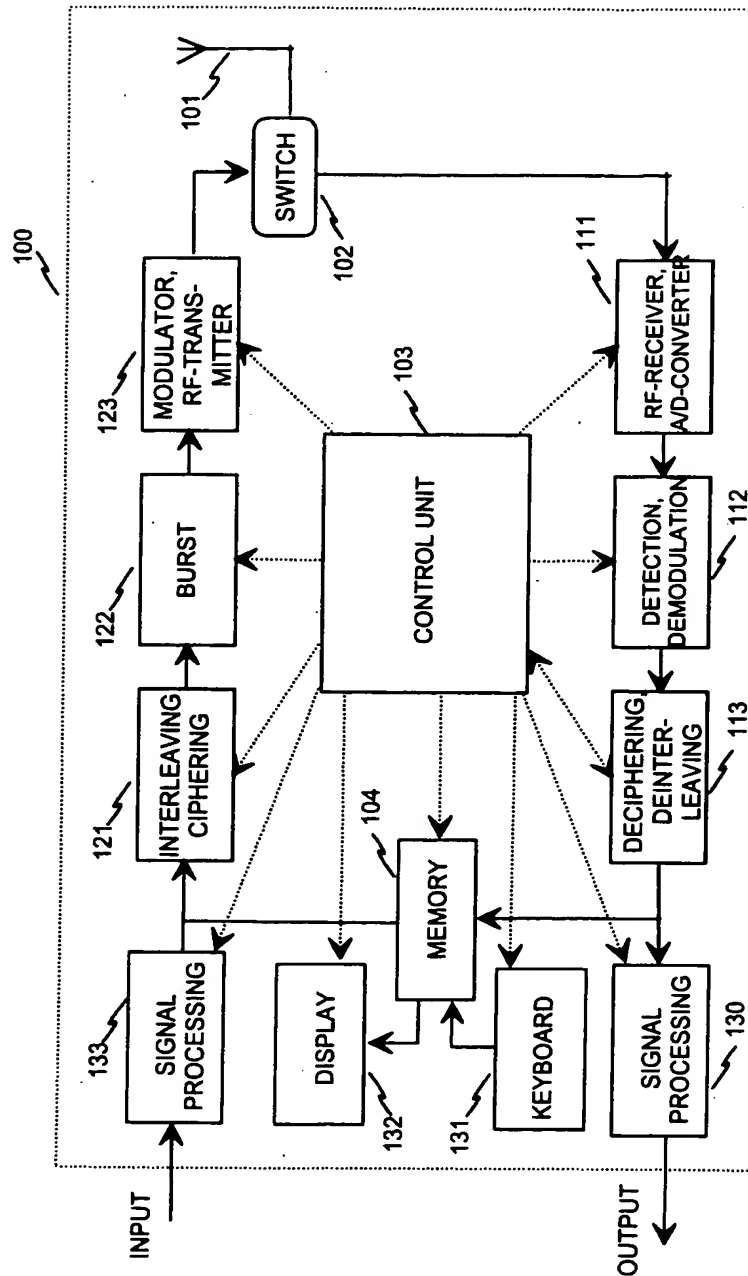 100
INPUT
133
SIGNAL
PROCESSING
121
INTERLEAVING
CIPHERING
122
BURST
123
MODULATOR,
RF-TRANS-
MITTER
101
SWITCH
102
132
DISPLAY
104
MEMORY
103
CONTROL UNIT
131
KEYBOARD
OUTPUT
130
SIGNAL
PROCESSING
113
DECIPHERING,
DEINTER-
LEAVING
112
DETECTION,
DEMODULATION
111
RF-RECEIVER,
A/D-CONVERTER